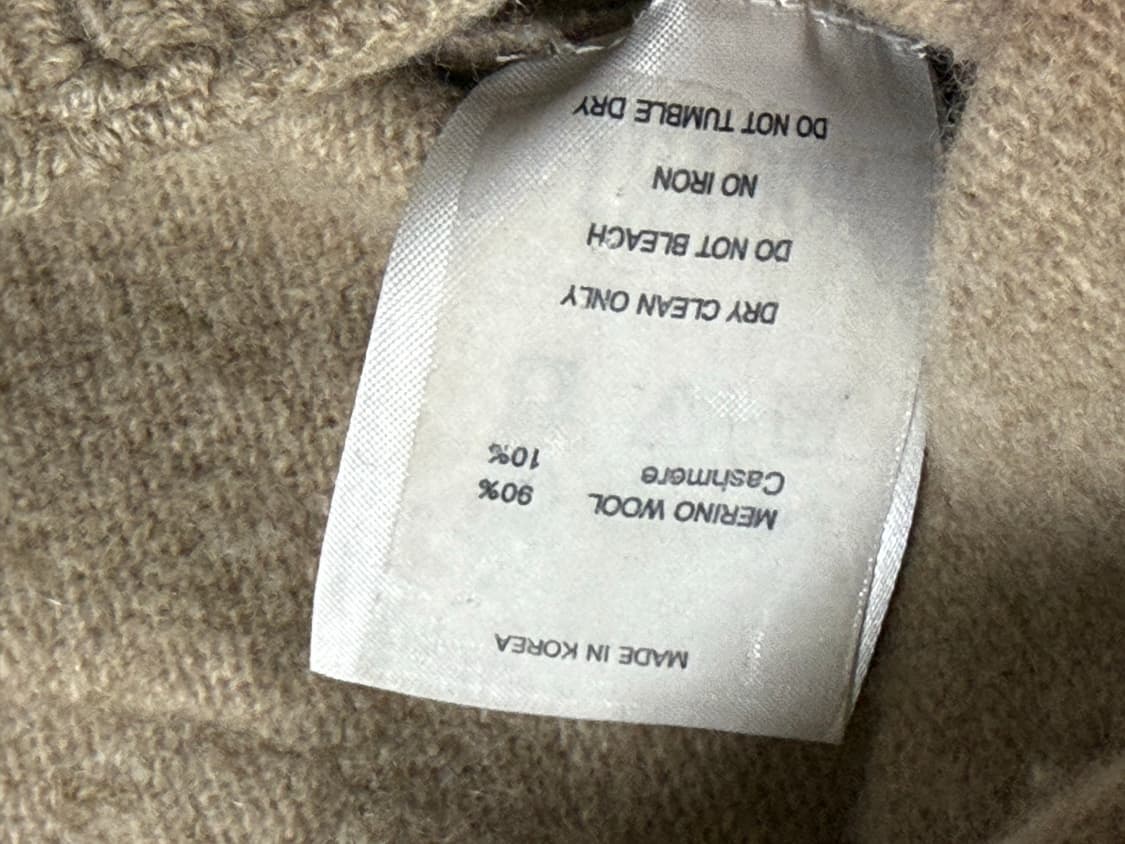 MADE IN KOREA
MERINO WOOL 90%
Cashmere 10%
DRY CLEAN ONLY
DO NOT BLEACH
NO IRON
DO NOT TUMBLE DRY